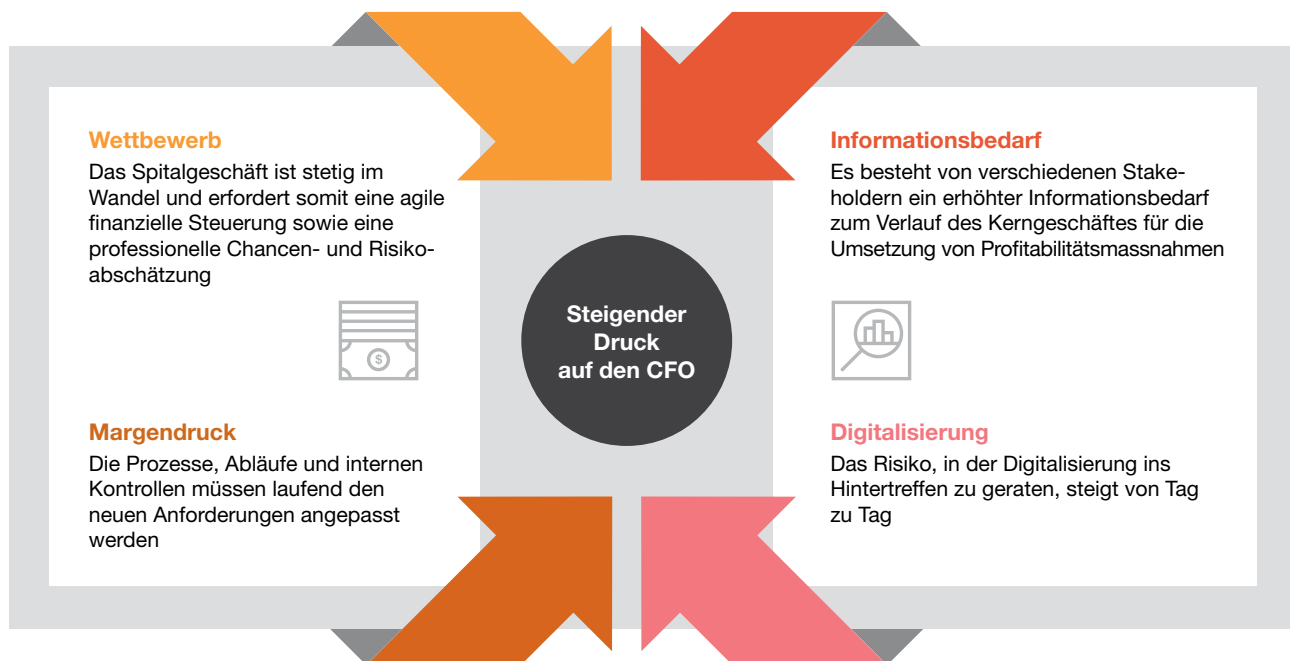 Wettbewerb
Das Spitalgeschäft ist stetig im
Wandel und erfordert somit eine agile
finanzielle Steuerung sowie eine
professionelle Chancen- und Risiko-
abschätzung
Informationsbedarf
Es besteht von verschiedenen Stake-
holdern ein erhöhter Informationsbedarf
zum Verlauf des Kerngeschäftes für die
Umsetzung von Profitabilitätsmassnahmen
$
Steigender
Druck
auf den CFO
Margendruck
Die Prozesse, Abläufe und internen
Kontrollen müssen laufend den
neuen Anforderungen angepasst
werden
Digitalisierung
Das Risiko, in der Digitalisierung ins
Hintertreffen zu geraten, steigt von Tag
zu Tag